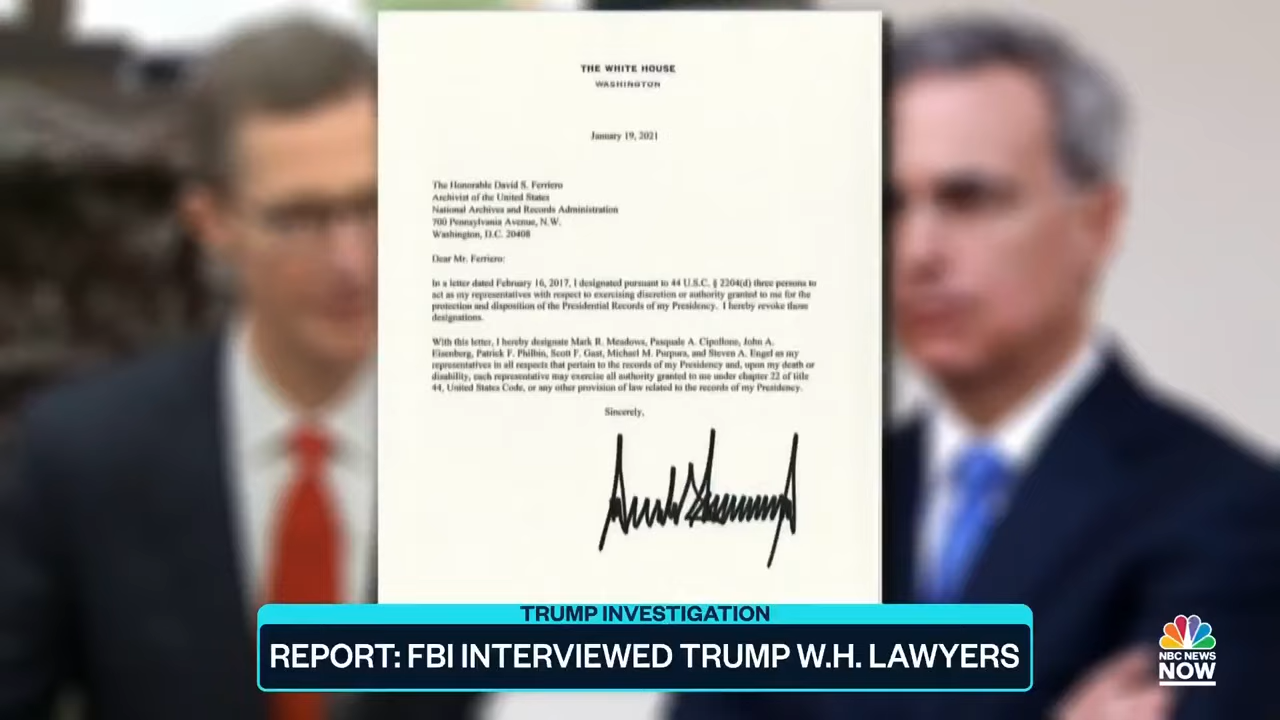 THE WHITE HOUSE
WASHINGTON
January 19, 2021
The Honorable David S. Ferriero
Archivist of the United States
National Archives and Records Administration
700 Pennsylvania Avenue, N.W.
Washington, D.C. 20408
Dear Mr. Ferriero:
In a letter dated February 16, 2017, I designated pursuant to 44 U.S.C. § 2204(d) three persons to
act as my representatives with respect to exercising discretion or authority granted to me for the
protection and disposition of the Presidential Records of my Presidency. I hereby revoke those
designations.
With this letter, I hereby designate Mark R. Meadows, Pasquale A. Cipollone, John A.
Eisenberg, Patrick F. Philbin, Scott F. Gast, Michael M. Purpura, and Steven A. Engel as my
representatives in all respects that pertain to the records of my Presidency and, upon my death or
disability, each representative may exercise all authority granted to me under chapter 22 of title
44, United States Code, or any other provision of law related to the records of my Presidency.
Sincerely,
TRUMP INVESTIGATION
REPORT: FBI INTERVIEWED TRUMP W.H. LAWYERS
NBC NEWS
NOW